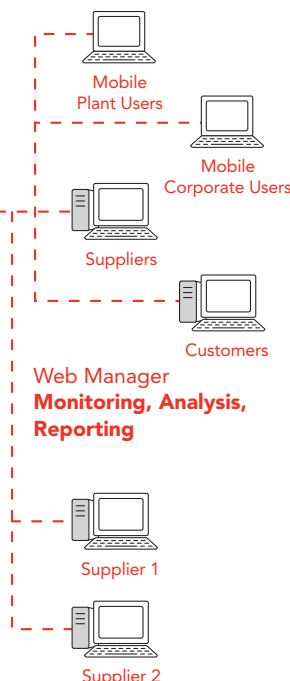 Mobile
Plant Users
Mobile
Corporate Users
Suppliers
Customers
Web Manager
Monitoring, Analysis,
Reporting
Supplier 1
Supplier 2